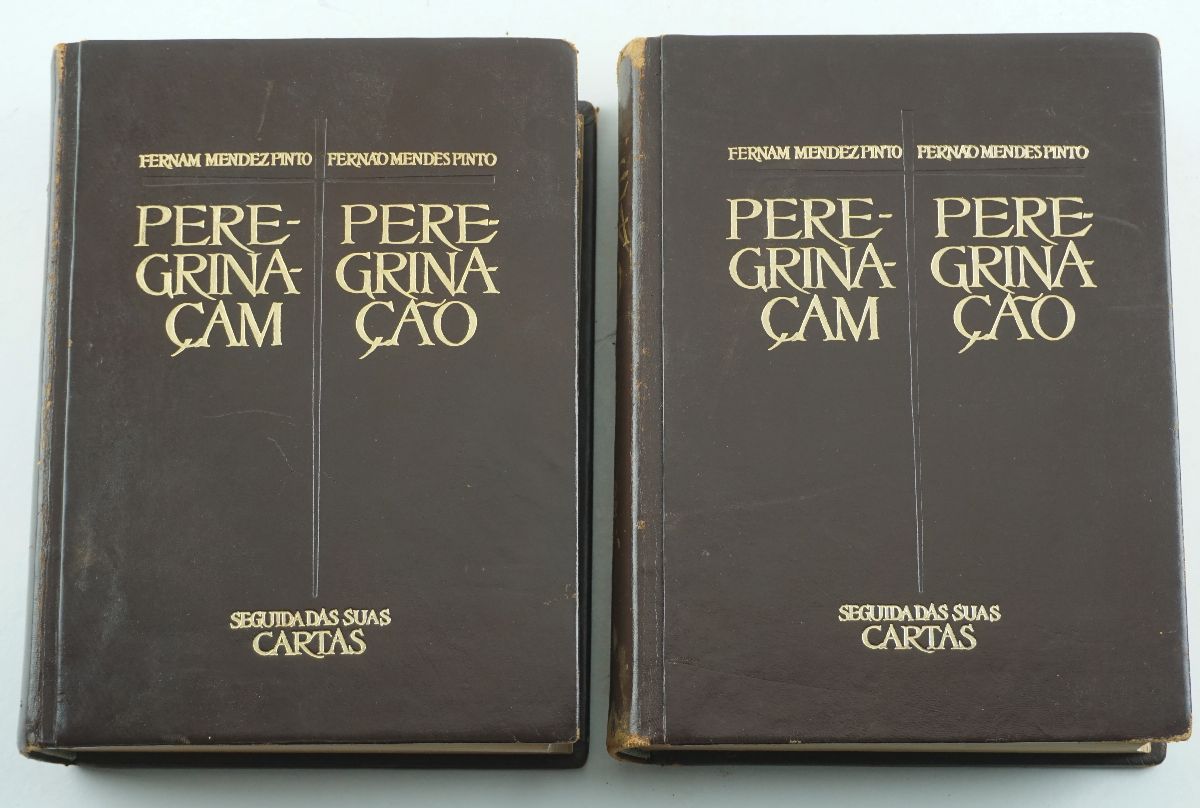 FERNAM MENDEZ PINTO
PERE-
GRINA-
ÇAM
FERNÃO MENDES PINTO
PERE-
GRINA-
ÇÃO
SEGUIDA DAS SUAS
CARTAS
FERNAM MENDEZ PINTO
PERE-
GRINA-
ÇAM
FERNÃO MENDES PINTO
PERE-
GRINA-
ÇÃO
SEGUIDA DAS SUAS
CARTAS